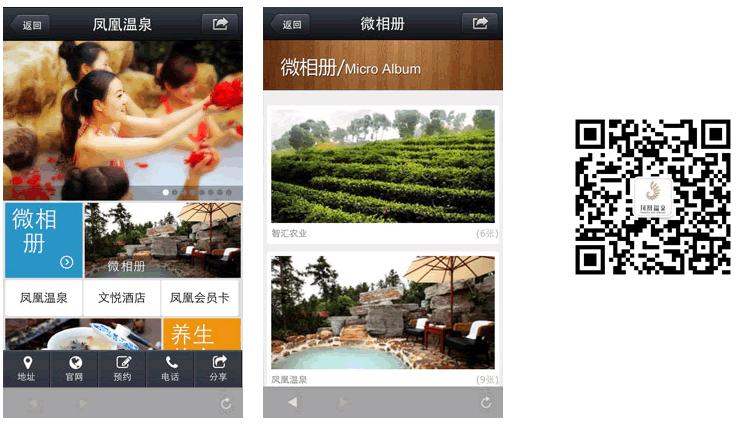 返回
凤凰温泉
微相
册
微相册
凤凰温泉
文悦酒店
凤凰会员卡
养生
地址
官网
预约
电话
分享
返回
微相册
微相册/Micro Album
智汇农业
(6张)
凤凰温泉
(9张)
凤凰温泉